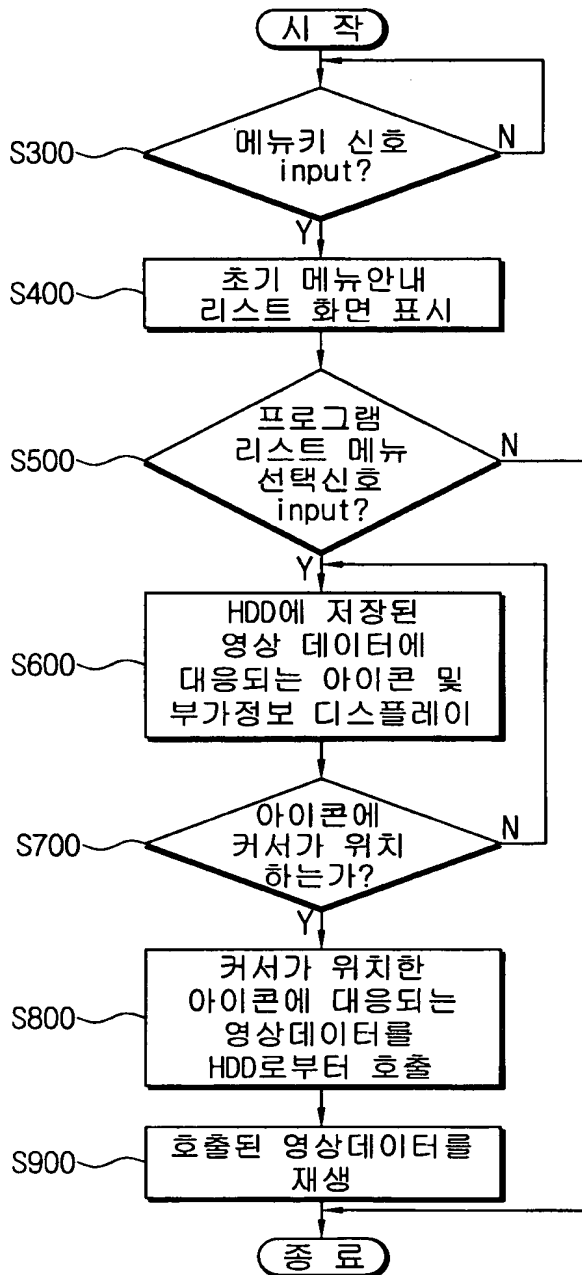 시 작
S300
메뉴키 신호
input?
N
Y
S400
초기 메뉴안내
리스트 화면 표시
S500
프로그램
리스트 메뉴
선택신호
input?
N
Y
S600
HDD에 저장된
영상 데이터에
대응되는 아이콘 및
부가정보 디스플레이
S700
아이콘에
커서가 위치
하는가?
N
Y
S800
커서가 위치한
아이콘에 대응되는
영상데이터를
HDD로부터 호출
S900
호출된 영상데이터를
재생
종 료